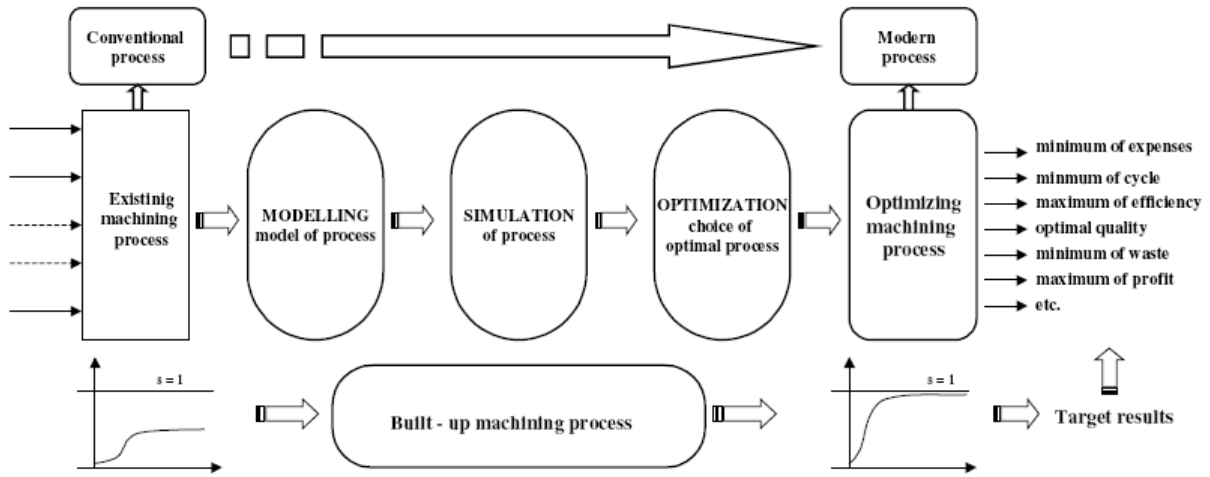 Conventional
process
Modern
process
Existinig
machining
process
MODELLING
model of process
SIMULATION
of process
OPTIMIZATION
choice of
optimal process
Optimizing
machining
process
minimum of expenses
minmum of cycle
maximum of efficiency
optimal quality
minimum of waste
maximum of profit
etc.
s = 1
Built - up machining process
s = 1
Target results